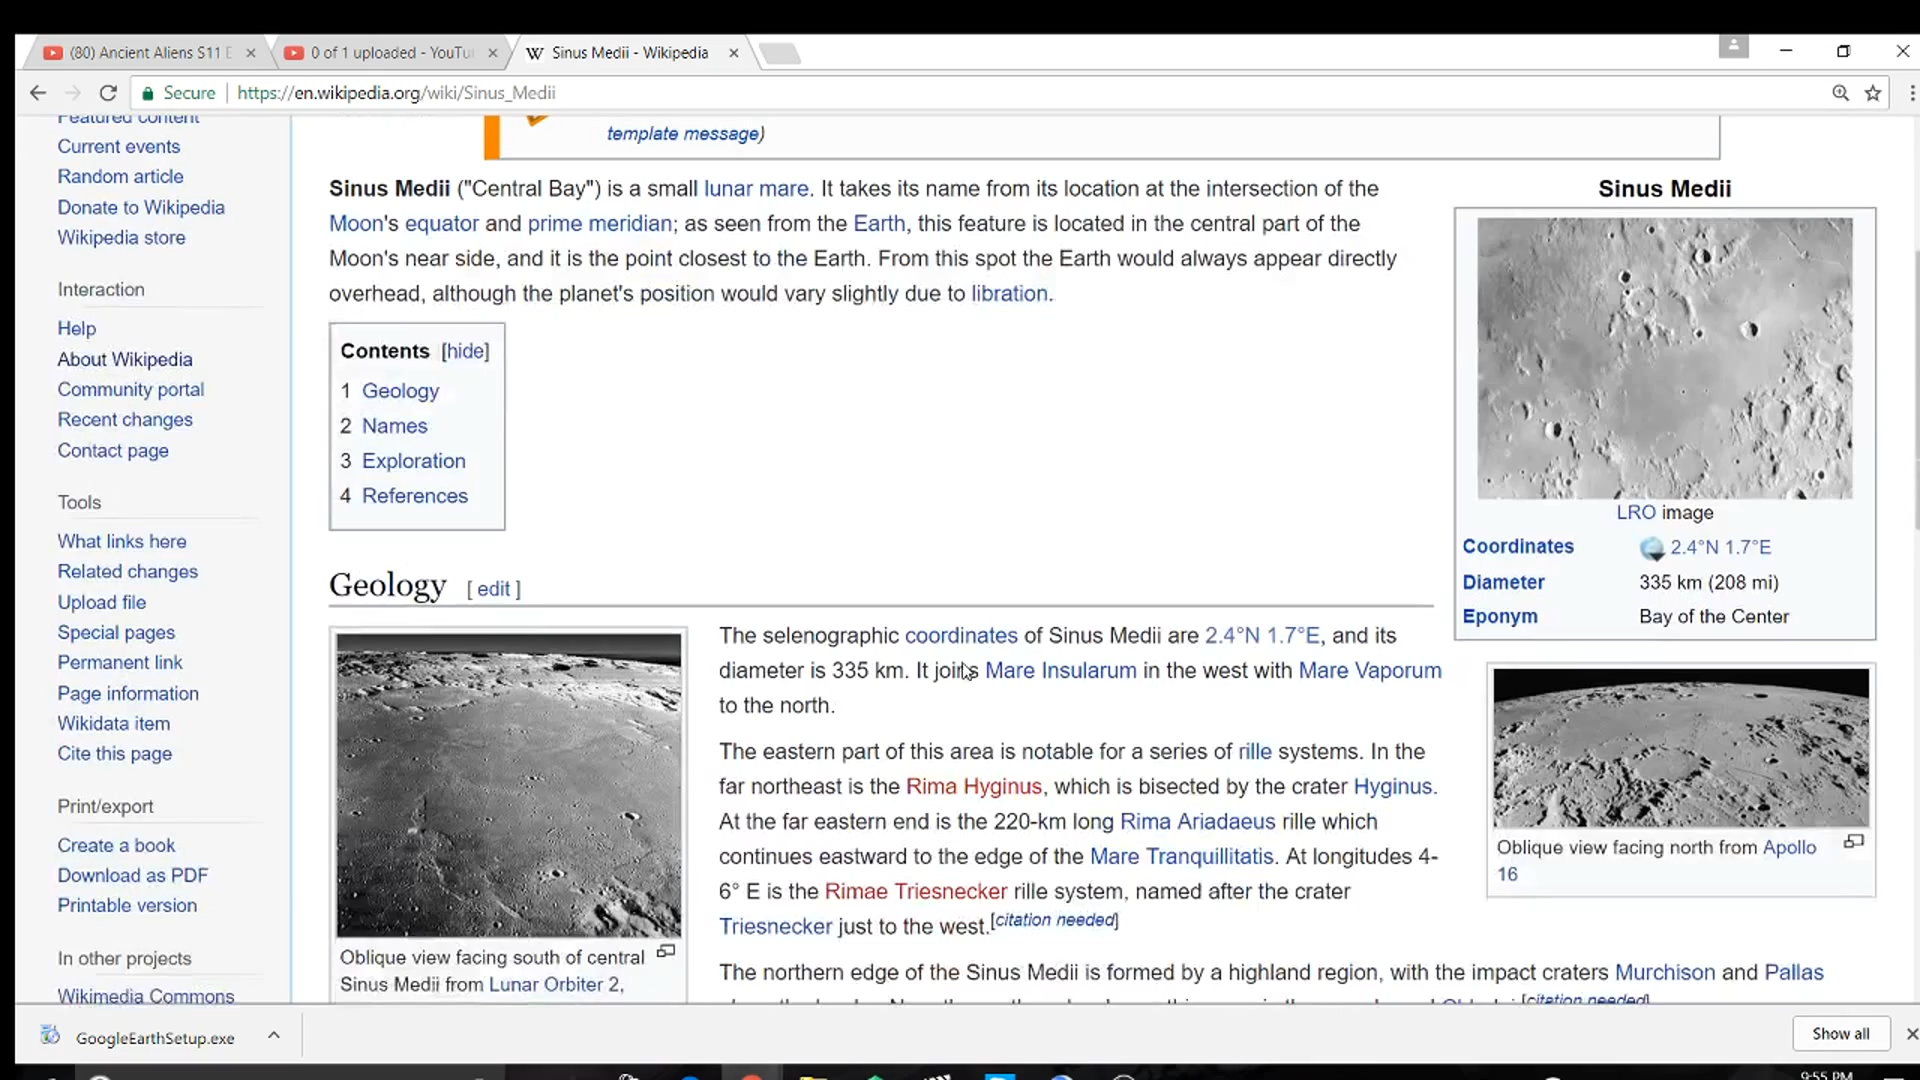 (80) Ancient Aliens S11 E
0 of 1 uploaded - YouTu
Sinus Medii - Wikipedia
Secure
https://en.wikipedia.org/wiki/Sinus_Medii
Featured content
Current events
Random article
Donate to Wikipedia
Wikipedia store
Interaction
Help
About Wikipedia
Community portal
Recent changes
Contact page
Tools
What links here
Related changes
Upload file
Special pages
Permanent link
Page information
Wikidata item
Cite this page
Print/export
Create a book
Download as PDF
Printable version
In other projects
Wikimedia Commons
template message)
Sinus Medii ("Central Bay") is a small lunar mare. It takes its name from its location at the intersection of the
Moon's equator and prime meridian; as seen from the Earth, this feature is located in the central part of the
Moon's near side, and it is the point closest to the Earth. From this spot the Earth would always appear directly
overhead, although the planet's position would vary slightly due to libration.
Contents [hide]
1 Geology
2 Names
3 Exploration
4 References
Sinus Medii
LRO image
Coordinates 2.4°N 1.7°E
Diameter 335 km (208 mi)
Eponym Bay of the Center
Geology [ edit ]
Oblique view facing south of central
Sinus Medii from Lunar Orbiter 2,
The selenographic coordinates of Sinus Medii are 2.4°N 1.7°E, and its
diameter is 335 km. It joins Mare Insularum in the west with Mare Vaporum
to the north.
The eastern part of this area is notable for a series of rille systems. In the
far northeast is the Rima Hyginus, which is bisected by the crater Hyginus.
At the far eastern end is the 220-km long Rima Ariadaeus rille which
continues eastward to the edge of the Mare Tranquillitatis. At longitudes 4-
6° E is the Rimae Triesnecker rille system, named after the crater
Triesnecker just to the west.[citation needed]
The northern edge of the Sinus Medii is formed by a highland region, with the impact craters Murchison and Pallas
[citation needed]
Oblique view facing north from Apollo
16
GoogleEarthSetup.exe
Show all
9:55 PM